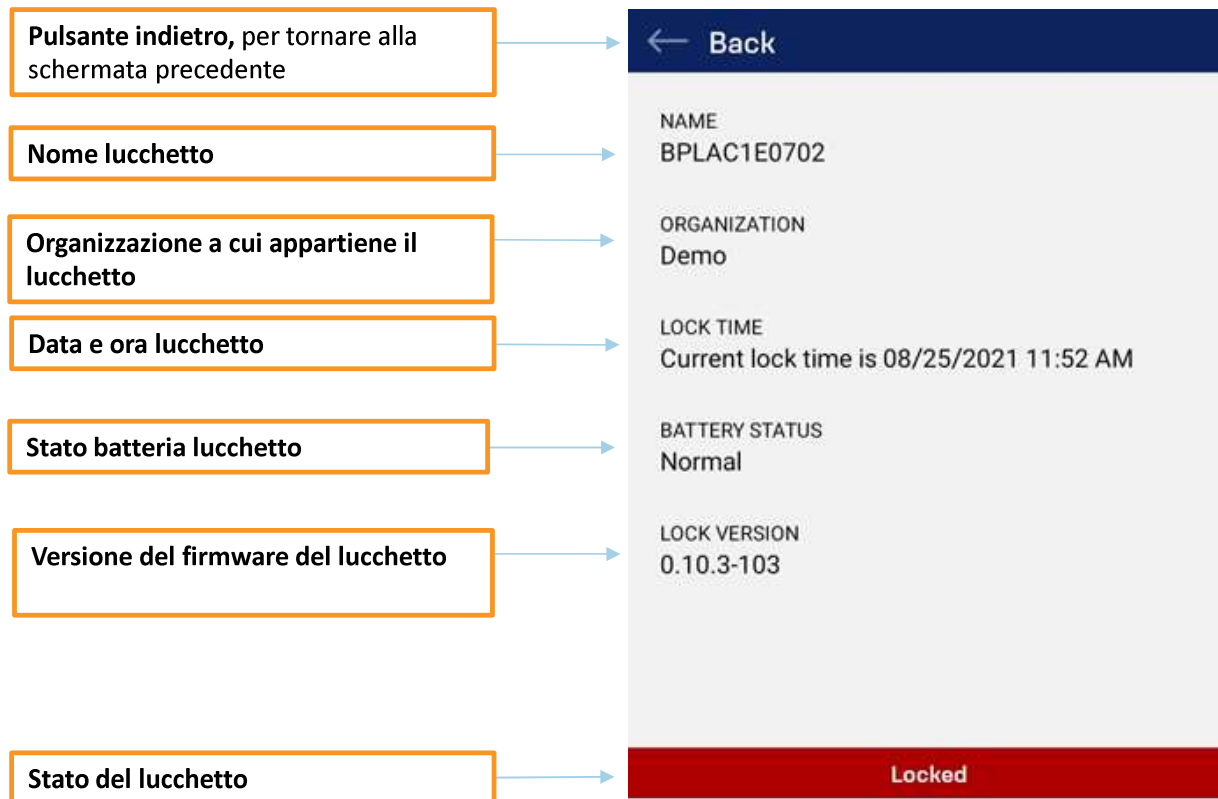 Pulsante indietro, per tornare alla
schermata precedente
Nome lucchetto
Organizzazione a cui appartiene il
lucchetto
Data e ora lucchetto
Stato batteria lucchetto
Versione del firmware del lucchetto
Stato del lucchetto
Back
NAME
BPLAC1E0702
ORGANIZATION
Demo
LOCK TIME
Current lock time is 08/25/2021 11:52 AM
BATTERY STATUS
Normal
LOCK VERSION
0.10.3-103
Locked